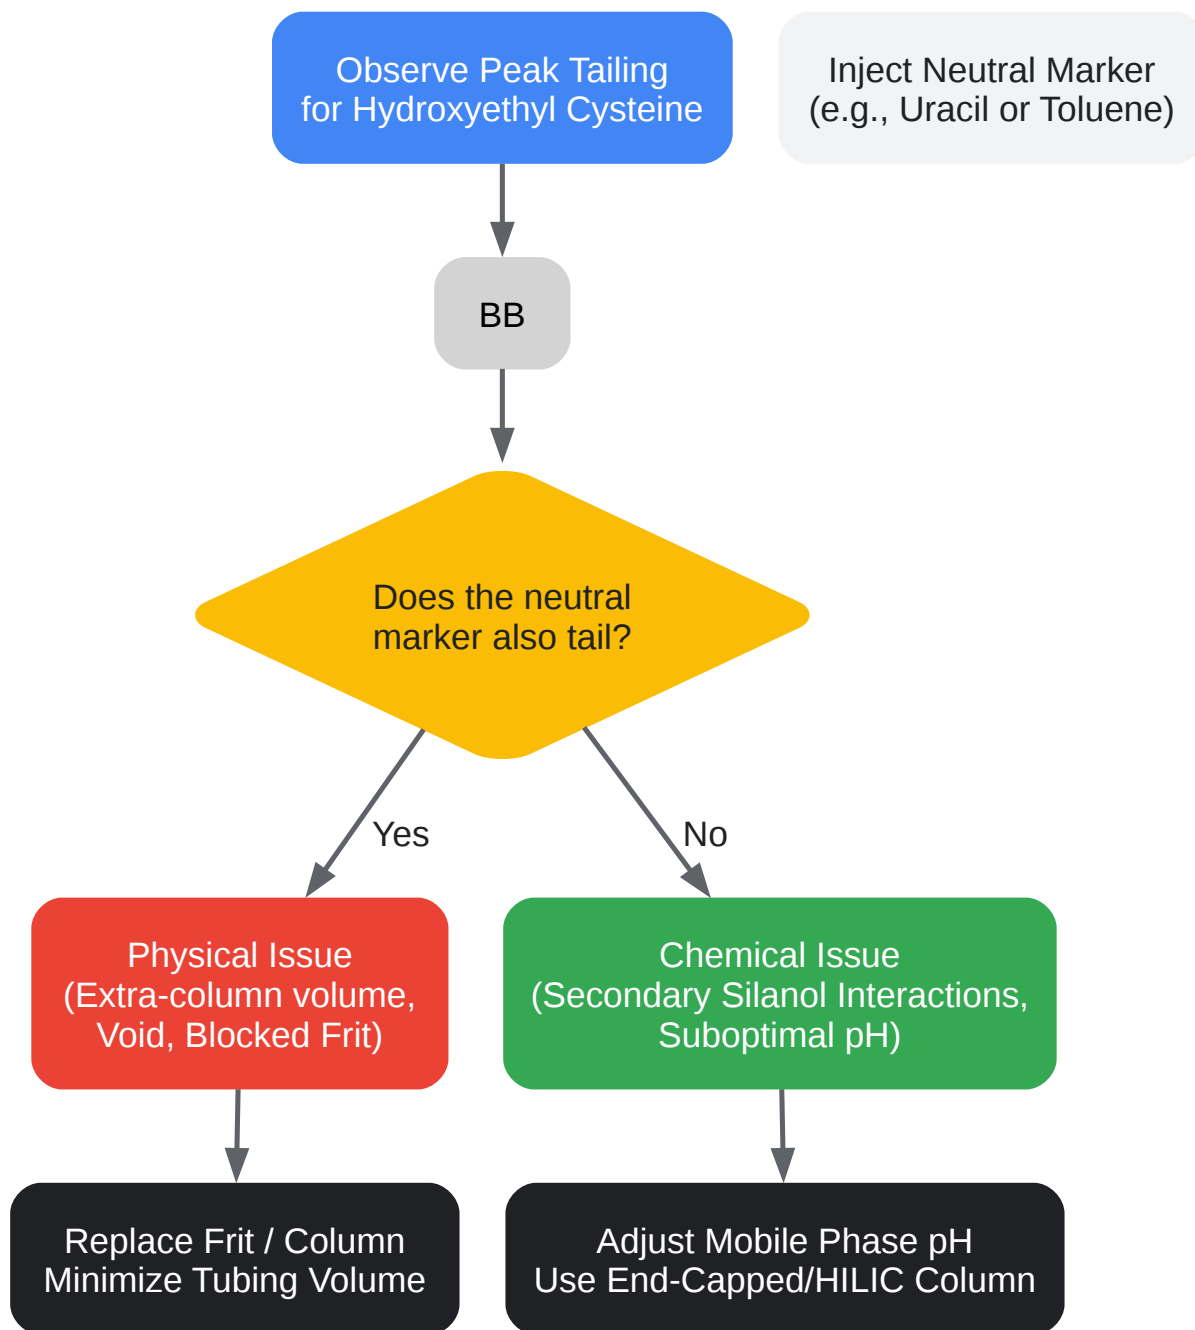 Observe Peak Tailing
for Hydroxyethyl Cysteine
Inject Neutral Marker
(e.g., Uracil or Toluene)
BB
Does the neutral
marker also tail?
Yes
No
Physical Issue
(Extra-column volume,
Void, Blocked Frit)
Chemical Issue
(Secondary Silanol Interactions,
Suboptimal pH)
Replace Frit / Column
Minimize Tubing Volume
Adjust Mobile Phase pH
Use End-Capped/HILIC Column